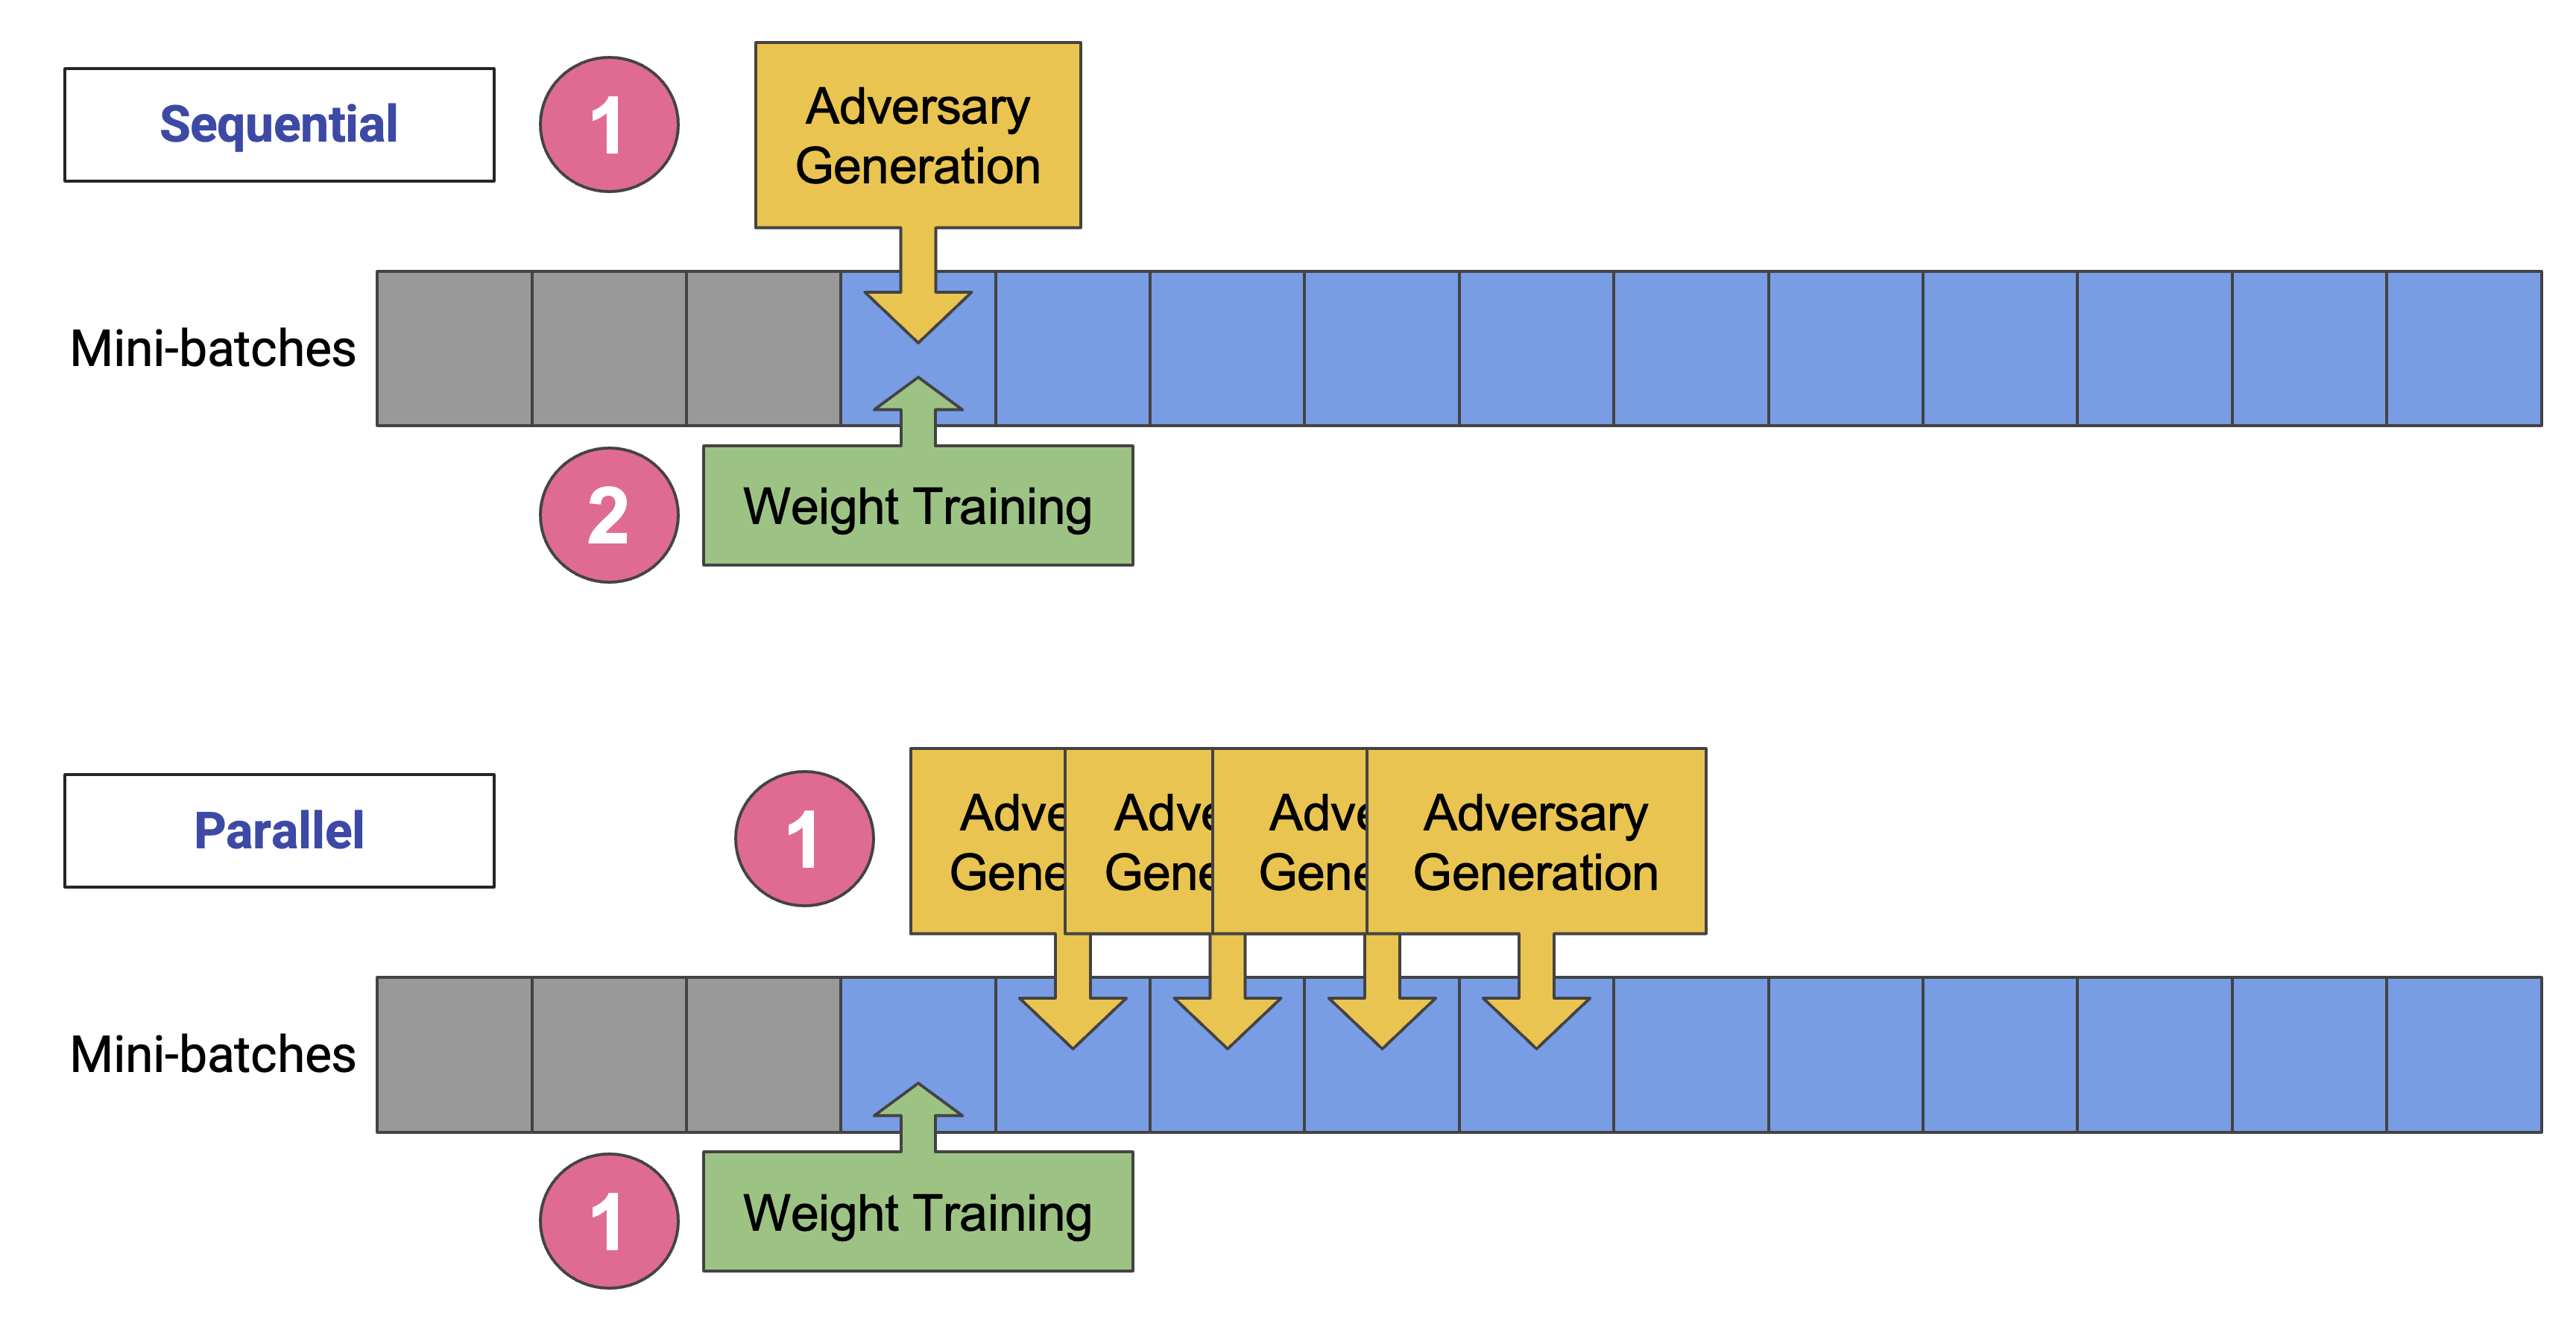 Sequential
1
Adversary
Generation
Mini-batches
2
Weight Training
Parallel
1
Adve Adve Adve Adversary
Gene Gene Gene Generation
Mini-batches
1
Weight Training